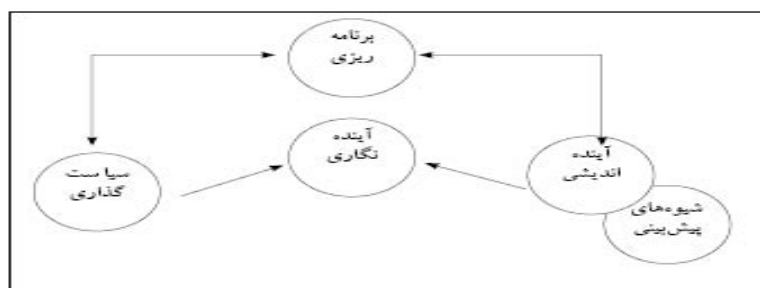 برنامه
ریزی
آینده
نگاری
آینده
اندیشی
سیاست
گذاری
شیوه‌های
پیش‌بینی